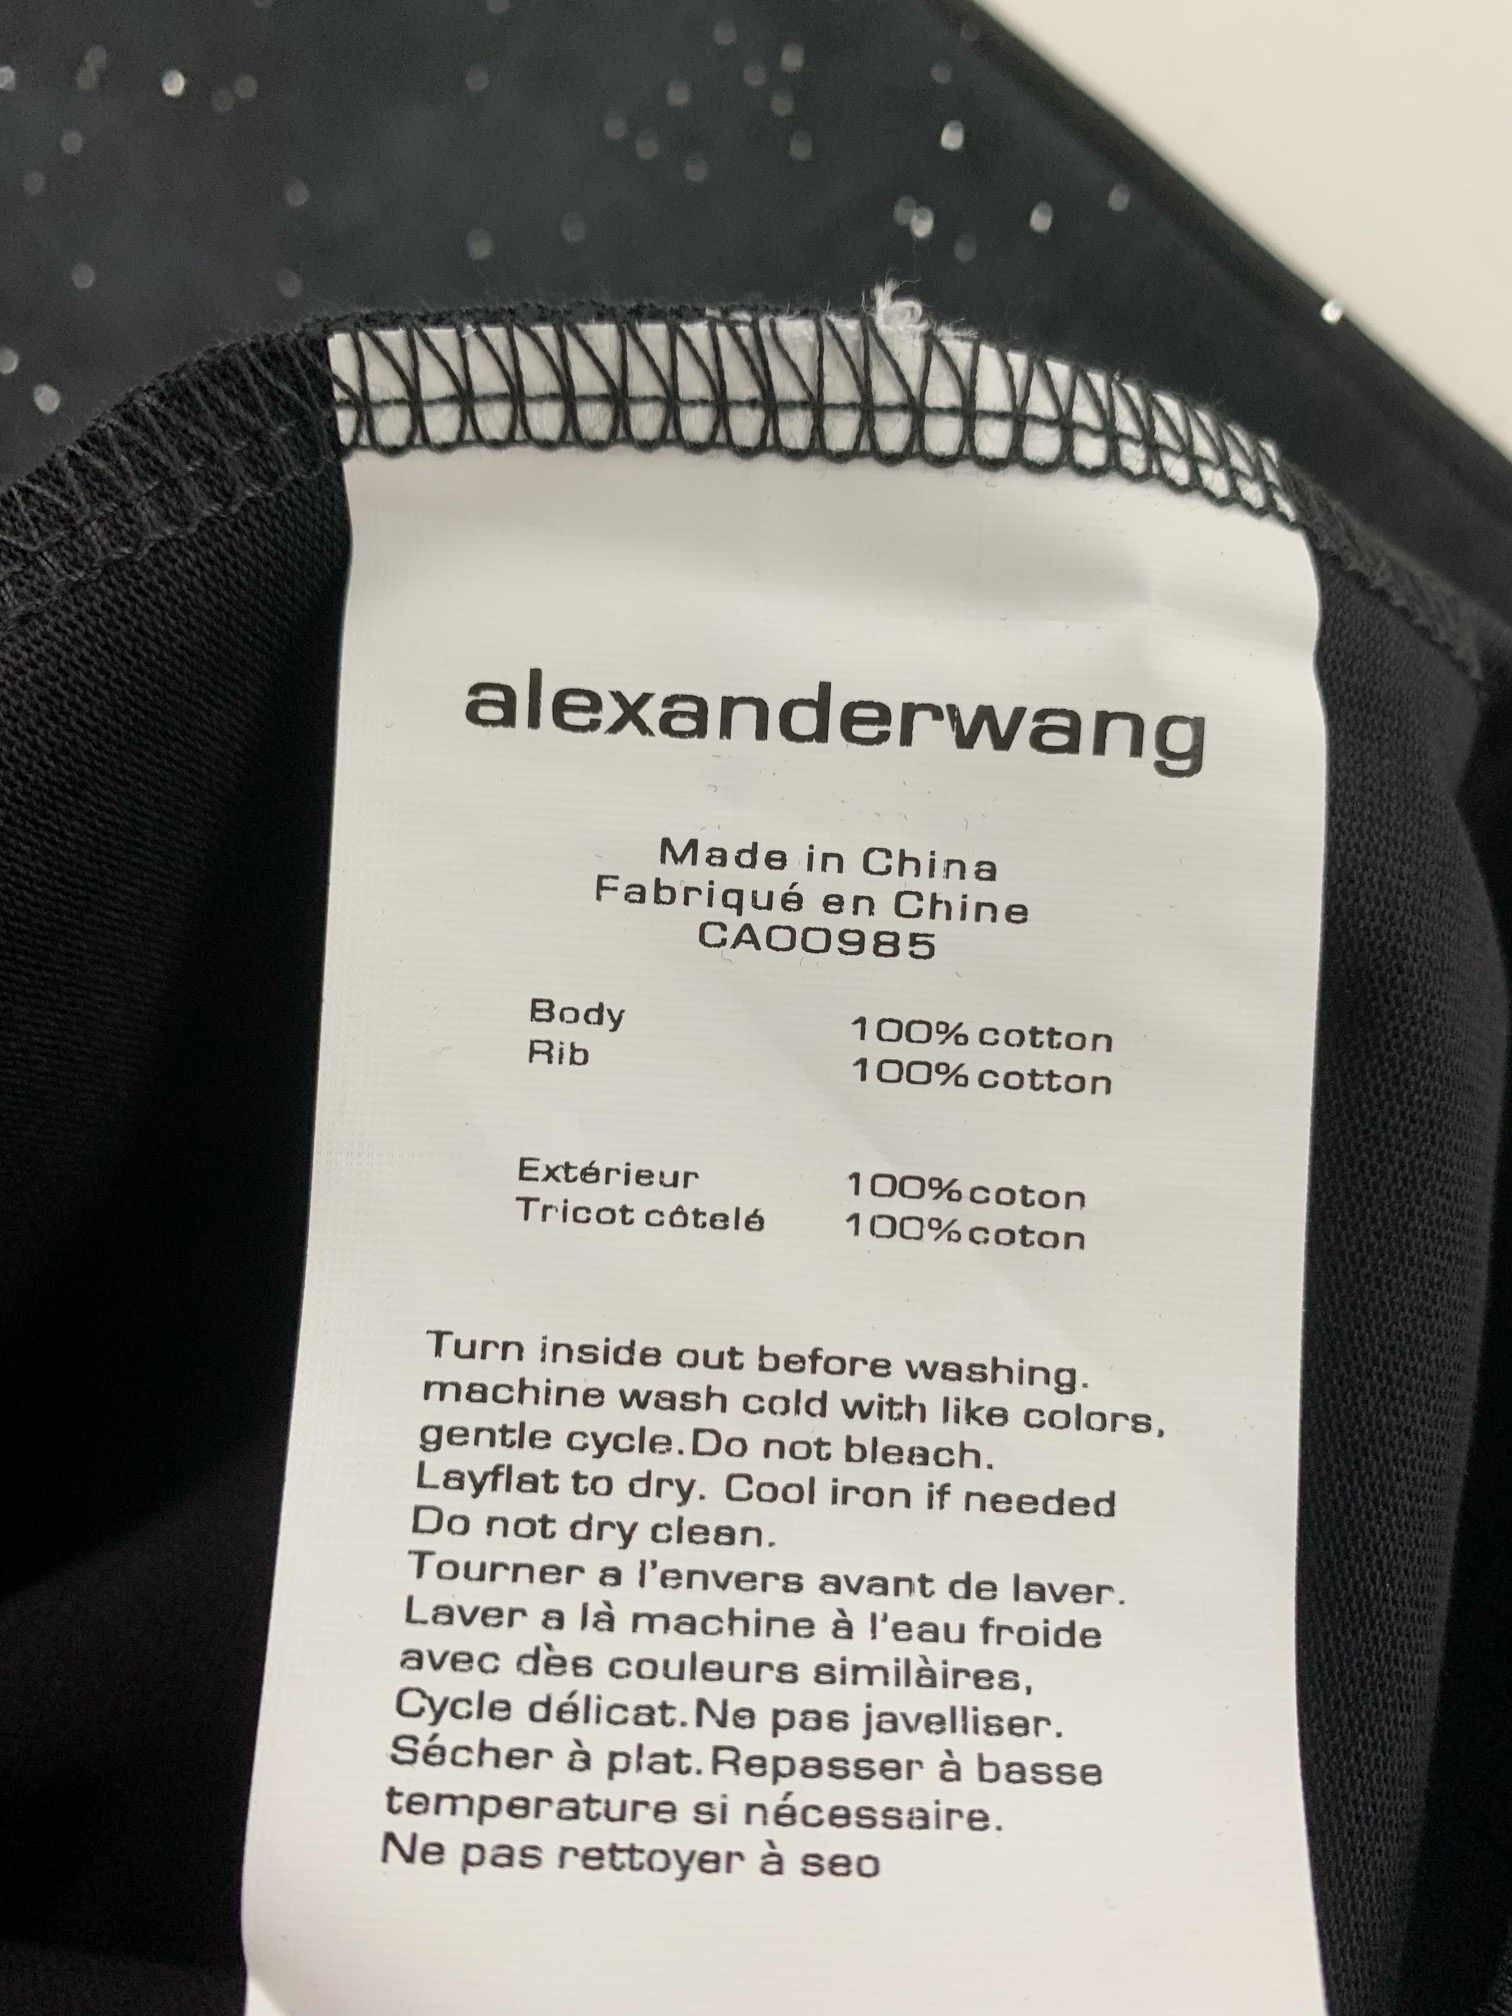 alexanderwang
Made in China
Fabriqué en Chine
CA00985
Body 100% cotton
Rib 100% cotton
Extérieur 100% coton
Tricot côtelé 100% coton
Turn inside out before washing.
machine wash cold with like colors,
gentle cycle. Do not bleach.
Layflat to dry. Cool iron if needed
Do not dry clean.
Tourner a l'envers avant de laver.
Laver a là machine à l'eau froide
avec dès couleurs similàires,
Cycle délicat. Ne pas javelliser.
Sécher à plat. Repasser à basse
temperature si nécessaire.
Ne pas rettoyer à seo